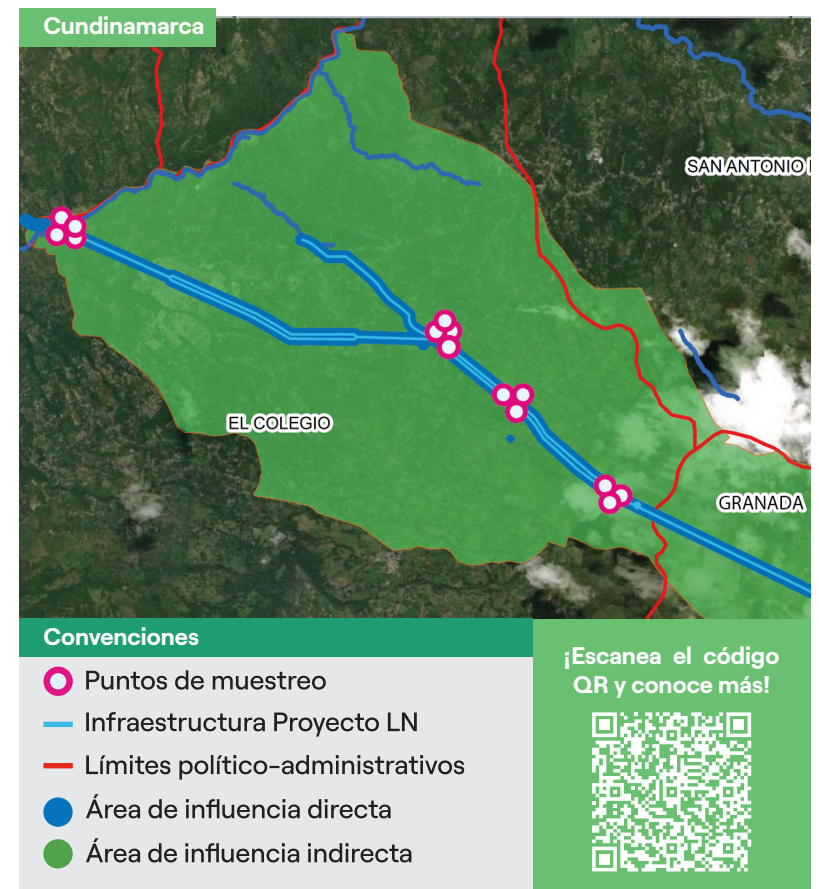 Cundinamarca
SAN ANTONIO
EL COLEGIO
GRANADA
Convenciones
Puntos de muestreo
Infraestructura Proyecto LN
Límites político-administrativos
Área de influencia directa
Área de influencia indirecta
¡Escanea el código
QR y conoce más!